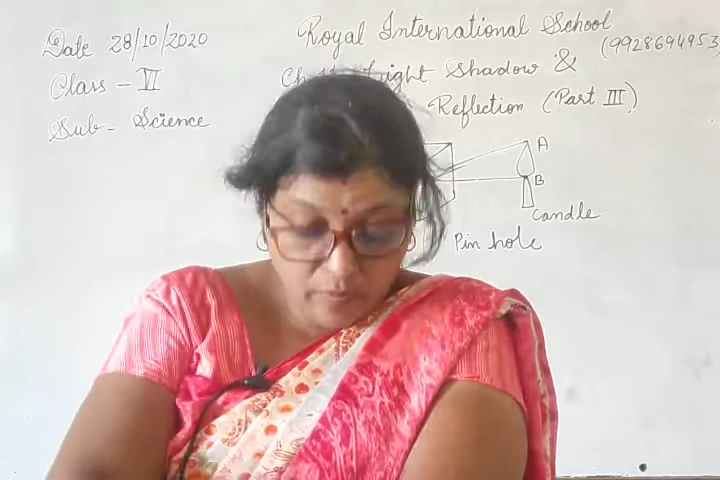 Date 28/10/2020
Class - VI
Sub - Science
Royal International School
(9928694953)
Light Shadow &
Reflection (Part III)
A
B
Candle
Pin hole